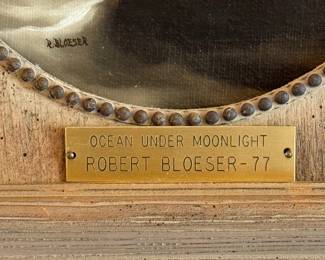 R. BLOESER
OCEAN UNDER MOONLIGHT
ROBERT BLOESER-77